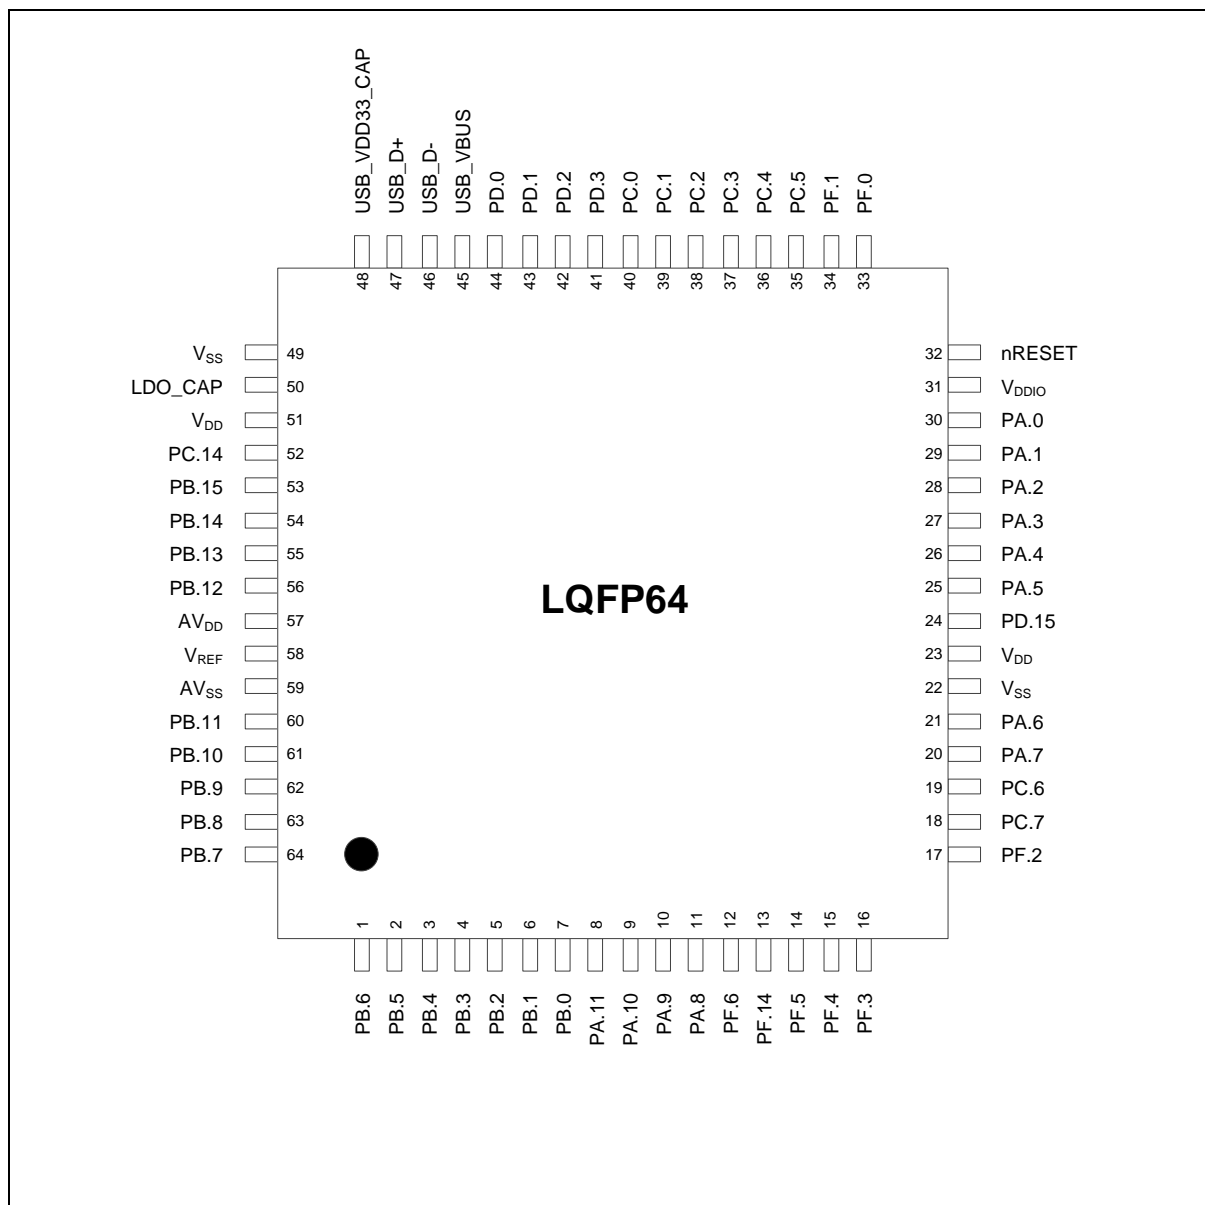 USB_VDD33_CAP
USB_D+
USB_D-
USB_VBUS
PD.0
PD.1
PD.2
PD.3
PC.0
PC.1
PC.2
PC.3
PC.4
PC.5
PF.1
PF.0
48
47
46
45
44
43
42
41
40
39
38
37
36
35
34
33
VSS 49
LDO_CAP 50
VDD 51
PC.14 52
PB.15 53
PB.14 54
PB.13 55
PB.12 56
AVDD 57
VREF 58
AVSS 59
PB.11 60
PB.10 61
PB.9 62
PB.8 63
PB.7 64
LQFP64
32 nRESET
31 VDDIO
30 PA.0
29 PA.1
28 PA.2
27 PA.3
26 PA.4
25 PA.5
24 PD.15
23 VDD
22 VSS
21 PA.6
20 PA.7
19 PC.6
18 PC.7
17 PF.2
1
2
3
4
5
6
7
8
9
10
11
12
13
14
15
16
PB.6
PB.5
PB.4
PB.3
PB.2
PB.1
PB.0
PA.11
PA.10
PA.9
PA.8
PF.6
PF.14
PF.5
PF.4
PF.3